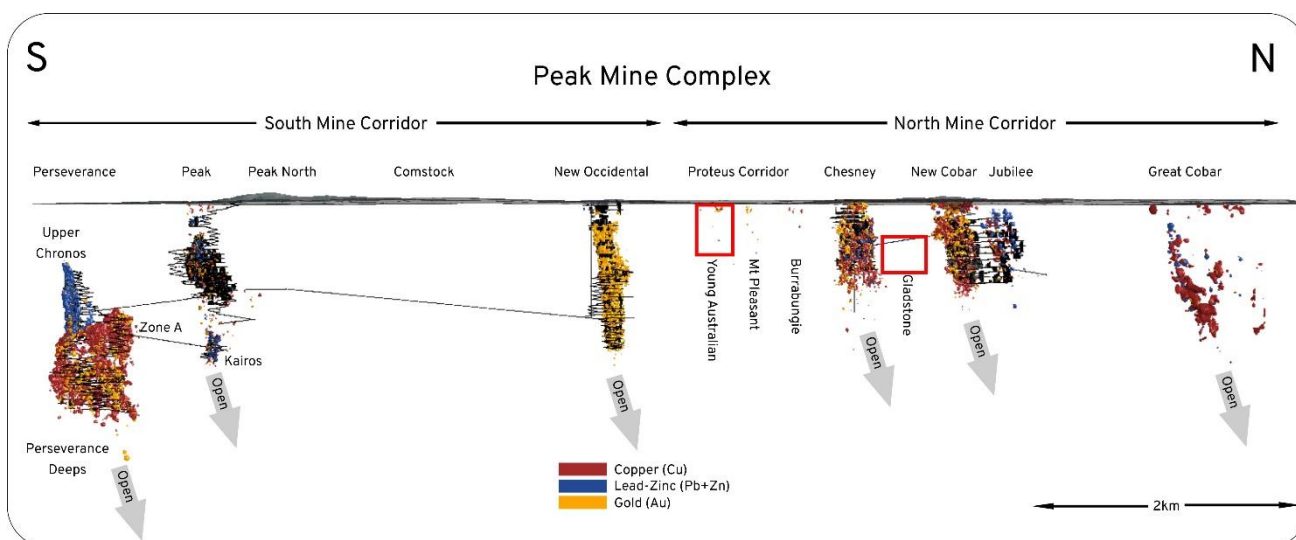 S
N
Peak Mine Complex
South Mine Corridor
North Mine Corridor
Perseverance
Peak
Peak North
Comstock
New Occidental
Proteus Corridor
Chesney
New Cobar
Jubilee
Great Cobar
Upper
Chronos
Zone A
Kairos
Young Australian
Mt Pleasant
Burrabungie
Gladstone
Open
Open
Open
Open
Open
Perseverance
Deeps
Open
Copper (Cu)
Lead-Zinc (Pb+Zn)
Gold (Au)
2km